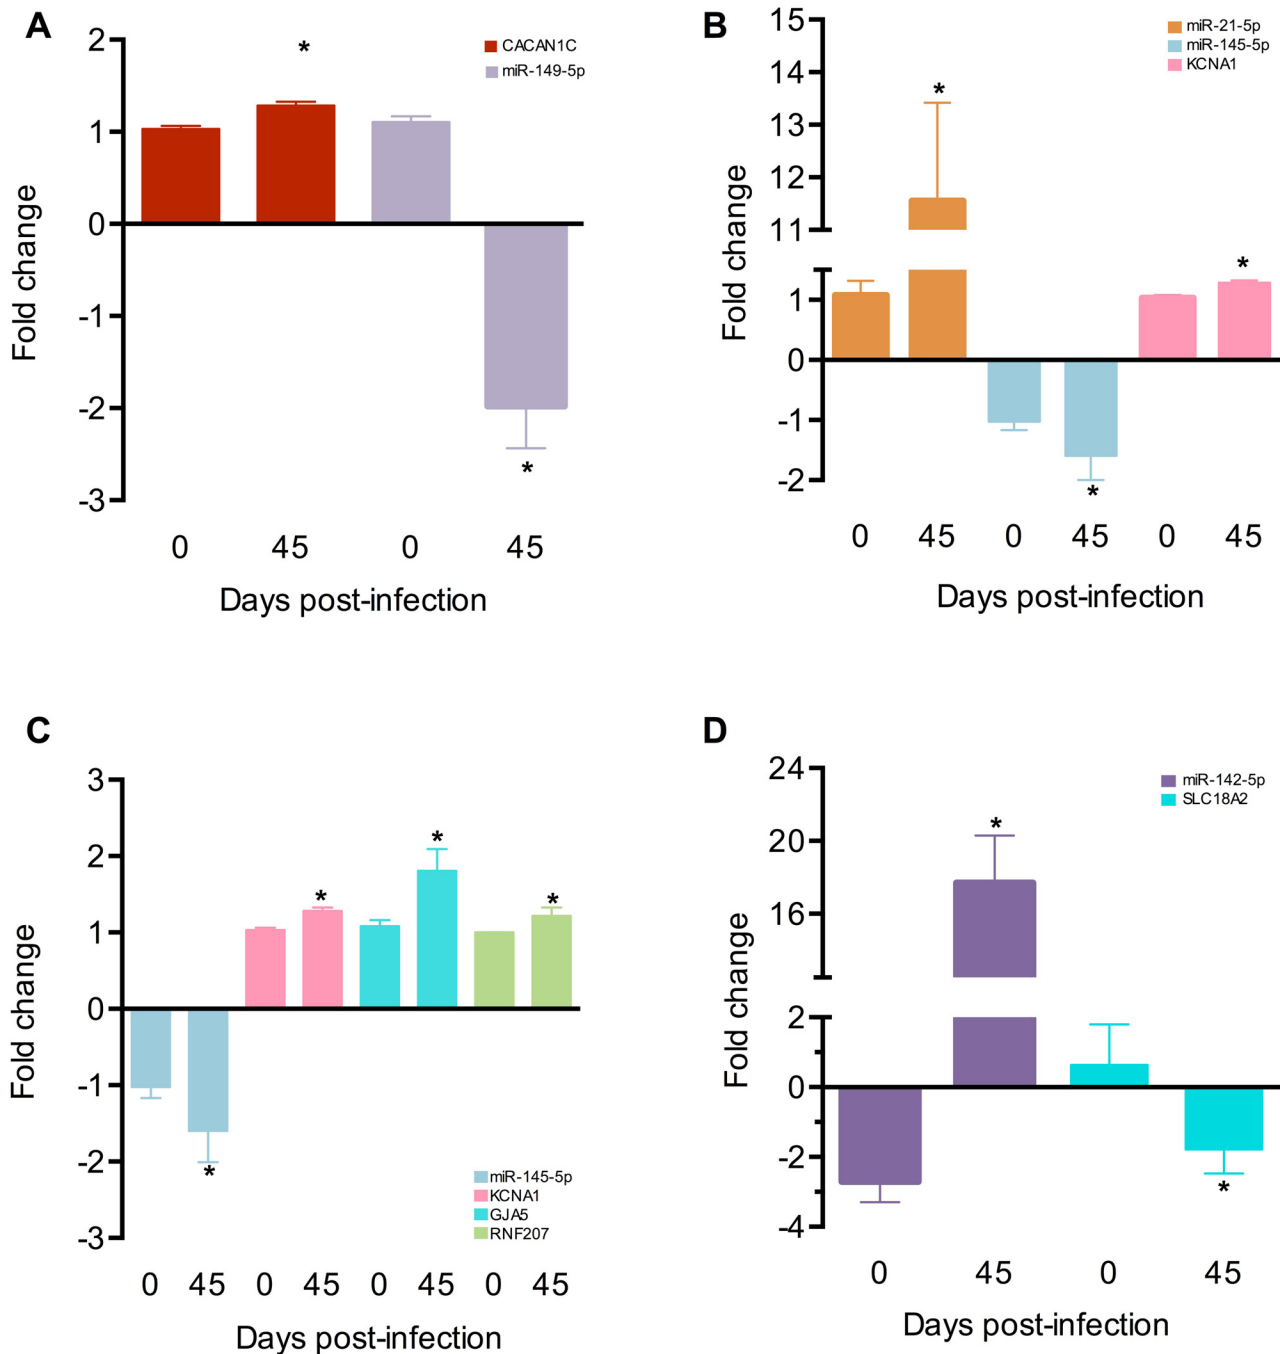 A
CACAN1C
miR-149-5p
*
2
1
0
-1
-2
-3
*
Fold change
0 45 0 45
Days post-infection
B
miR-21-5p
miR-145-5p
KCNA1
15
14
13
12
11
1
0
-1
-2
*
*
*
Fold change
0 45 0 45 0 45
Days post-infection
C
3
2
1
0
-1
-2
-3
*
*
*
*
Fold change
miR-145-5p
KCNA1
GJA5
RNF207
0 45 0 45 0 45 0 45
Days post-infection
D
miR-142-5p
SLC18A2
24
20
16
2
0
-2
-4
*
*
Fold change
0 45 0 45
Days post-infection